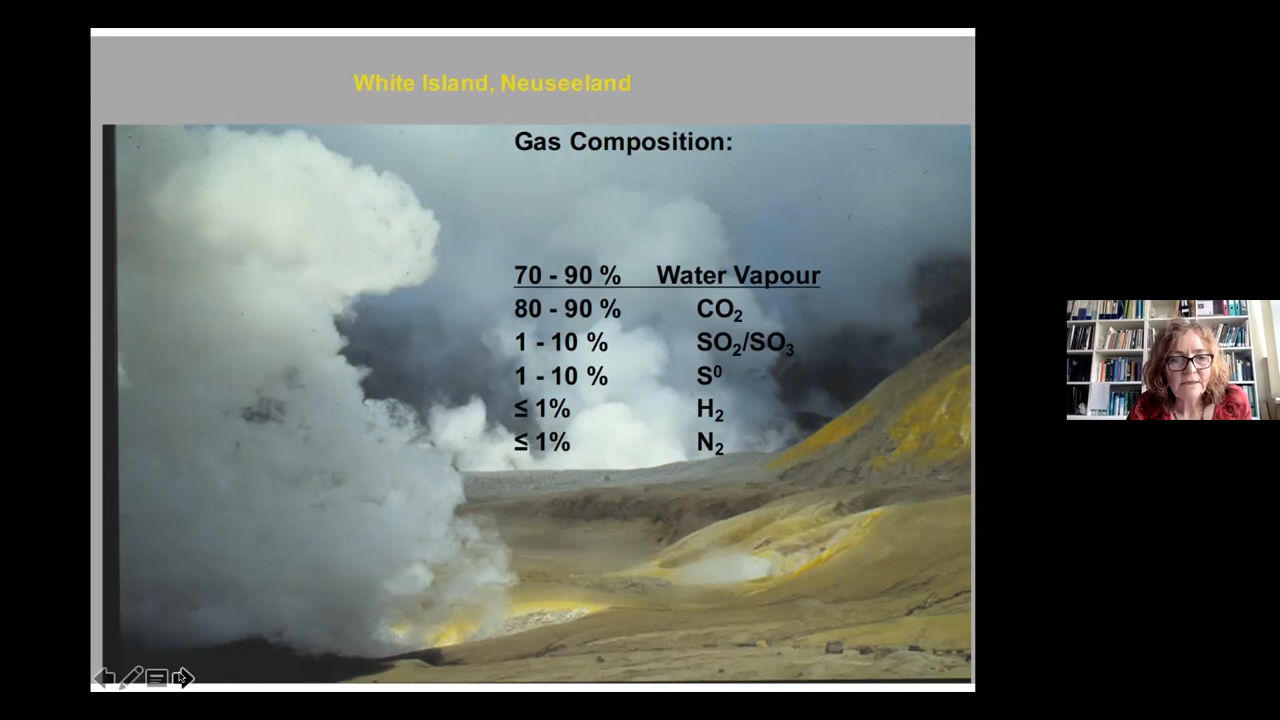 White Island, Neuseeland
Gas Composition:
70 - 90 % Water Vapour
80 - 90 % CO₂
1 - 10 % SO₂/SO₃
1 - 10 % S⁰
≤ 1% H₂
≤ 1% N₂